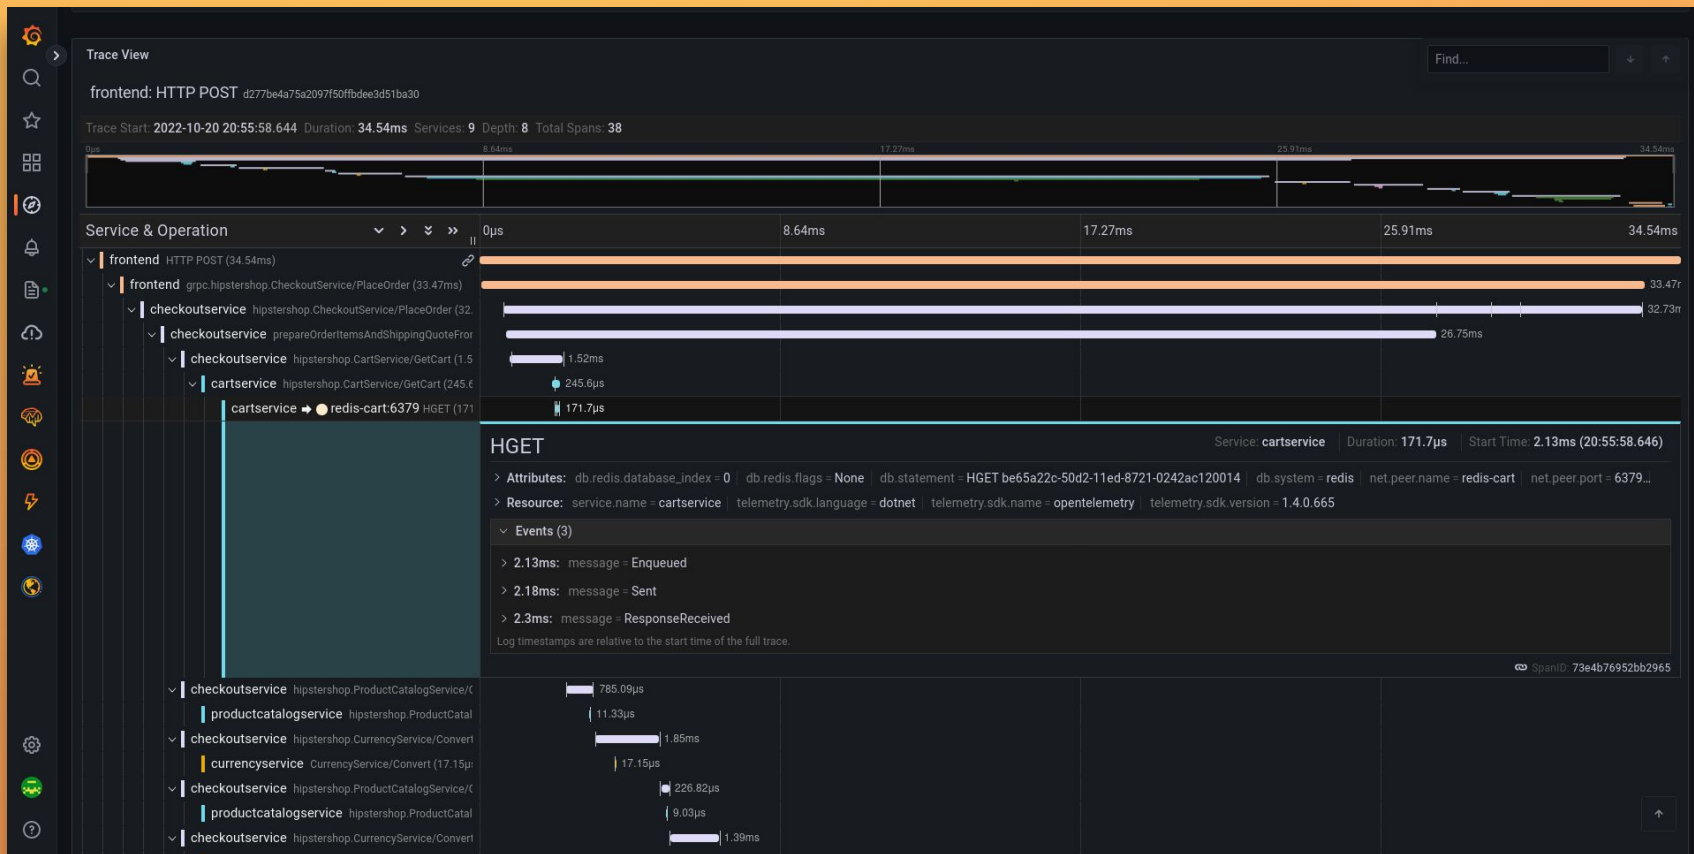 Trace View
Find...
frontend: HTTP POST d277be4a75a2097f50ffbdee3d51ba30
Trace Start: 2022-10-20 20:55:58.644 Duration: 34.54ms Services: 9 Depth: 8 Total Spans: 38
0µs 8.64ms 17.27ms 25.91ms 34.54ms
Service & Operation 0µs 8.64ms 17.27ms 25.91ms 34.54ms
frontend HTTP POST (34.54ms)
frontend grpc.hipstershop.CheckoutService/PlaceOrder (33.47ms) 33.47m
checkoutservice hipstershop.CheckoutService/PlaceOrder (32. 32.73m
checkoutservice prepareOrderItemsAndShippingQuoteFror 26.75ms
checkoutservice hipstershop.CartService/GetCart (1.5 1.52ms
cartservice hipstershop.CartService/GetCart (245.6 245.6µs
cartservice redis-cart:6379 HGET (171 171.7µs
HGET Service: cartservice Duration: 171.7µs Start Time: 2.13ms (20:55:58.646)
Attributes: db.redis.database_index = 0 db.redis.flags = None db.statement = HGET be65a22c-50d2-11ed-8721-0242ac120014 db.system = redis net.peer.name = redis-cart net.peer.port = 6379...
Resource: service.name = cartservice telemetry.sdk.language = dotnet telemetry.sdk.name = opentelemetry telemetry.sdk.version = 1.4.0.665
Events (3)
2.13ms: message = Enqueued
2.18ms: message = Sent
2.3ms: message = ResponseReceived
Log timestamps are relative to the start time of the full trace.
SpanID: 73e4b76952bb2965
checkoutservice hipstershop.ProductCatalogService/G 785.09µs
productcatalogservice hipstershop.ProductCatal 11.33µs
checkoutservice hipstershop.CurrencyService/Convert 1.85ms
currencyservice CurrencyService/Convert (17.15µs 17.15µs
checkoutservice hipstershop.ProductCatalogService/G 226.82µs
productcatalogservice hipstershop.ProductCatal 9.03µs
checkoutservice hipstershop.CurrencyService/Convert 1.39ms